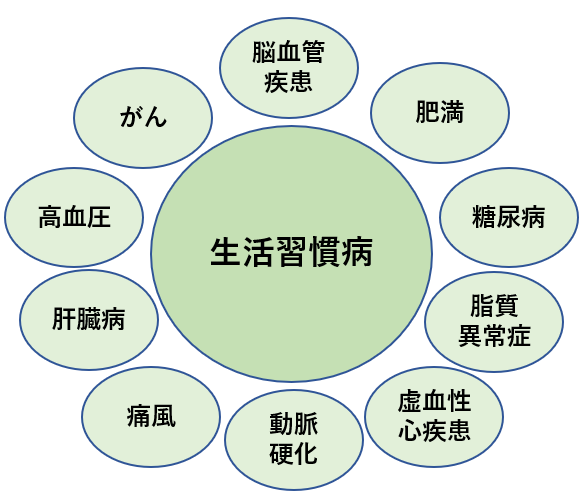 脳血管
疾患
肥満
がん
糖尿病
高血圧
生活習慣病
脂質
異常症
肝臓病
虚血性
心疾患
痛風
動脈
硬化